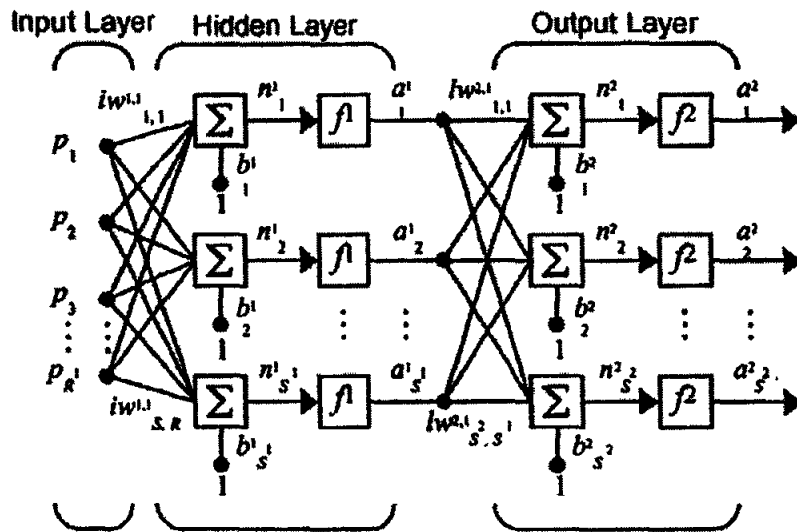 Input Layer Hidden Layer Output Layer
iw¹,¹ 1,1 n¹ 1 a¹ 1 lw²,¹ 1,1 n² 1 a² 1
Σ f¹ Σ f²
p 1
b¹ 1 b² 1
1 1
p 2
n¹ 2 a¹ 2 n² 2 a² 2
Σ f¹ Σ f²
p 3
b¹ 2 b² 2
1 1
p R¹
n¹ s¹ a¹ s¹ n² s² a² s²
Σ f¹ Σ f²
iw¹,¹ s,R lw²,¹ s²,s¹
b¹ s¹ b² s²
1 1